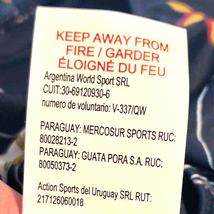 KEEP AWAY FROM
FIRE / GARDER
ÉLOIGNÉ DU FEU
Argentina World Sport SRL
CUIT:30-69120930-6
numero de voluntario: V-337/QW
PARAGUAY: MERCOSUR SPORTS RUC:
80028213-2
PARAGUAY: GUATA PORA S.A. RUC:
80050373-2
Action Sports del Uruguay SRL RUT:
217126060018